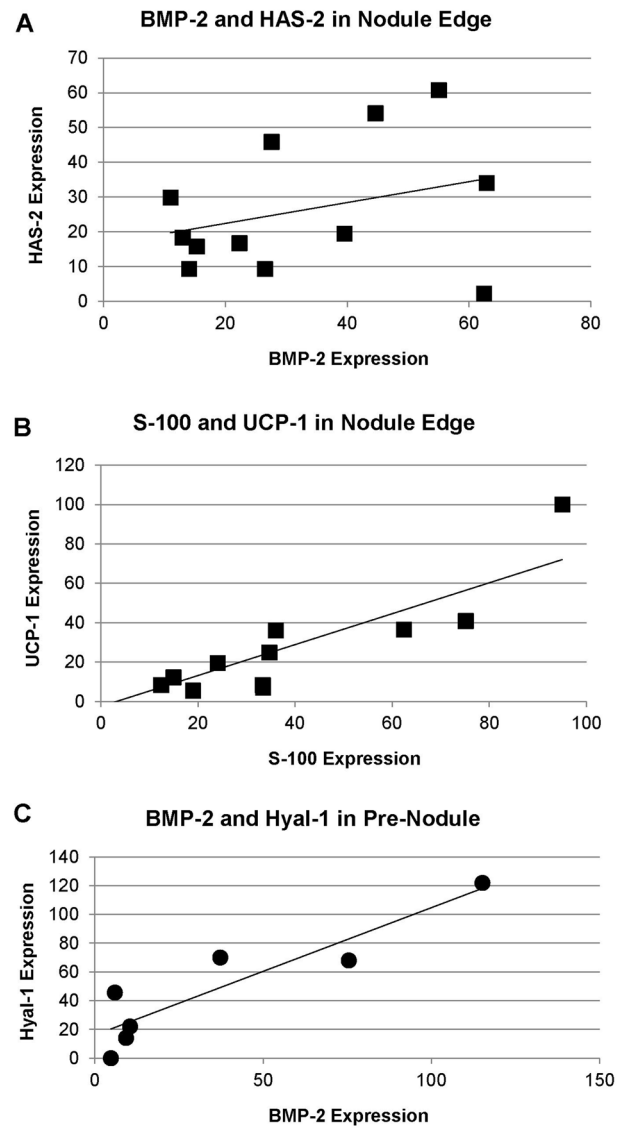 A
BMP-2 and HAS-2 in Nodule Edge
HAS-2 Expression
70
60
50
40
30
20
10
0
0 20 40 60 80
BMP-2 Expression
B
S-100 and UCP-1 in Nodule Edge
UCP-1 Expression
120
100
80
60
40
20
0
0 20 40 60 80 100
S-100 Expression
C
BMP-2 and Hyal-1 in Pre-Nodule
Hyal-1 Expression
140
120
100
80
60
40
20
0
0 50 100 150
BMP-2 Expression